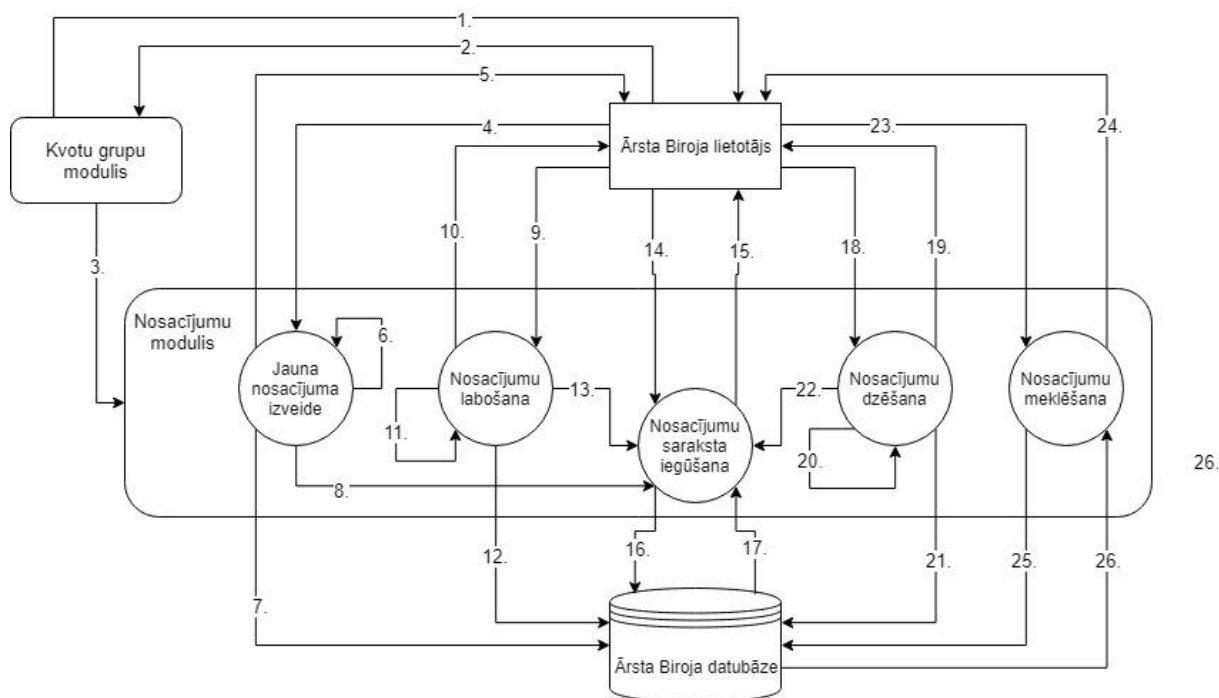 1.
2.
5.
4.
23.
24.
Kvotu grupu
modulis
Ārsta Biroja lietotājs
3.
10.
9.
14.
15.
18.
19.
Nosacījumu
modulis
6.
Jauna
nosacījuma
izveide
Nosacījumu
labošana
13.
11.
Nosacījumu
saraksta
iegūšana
22.
Nosacījumu
dzēšana
20.
Nosacījumu
meklēšana
26.
8.
16.
17.
12.
21.
25.
26.
7.
Ārsta Biroja datubāze